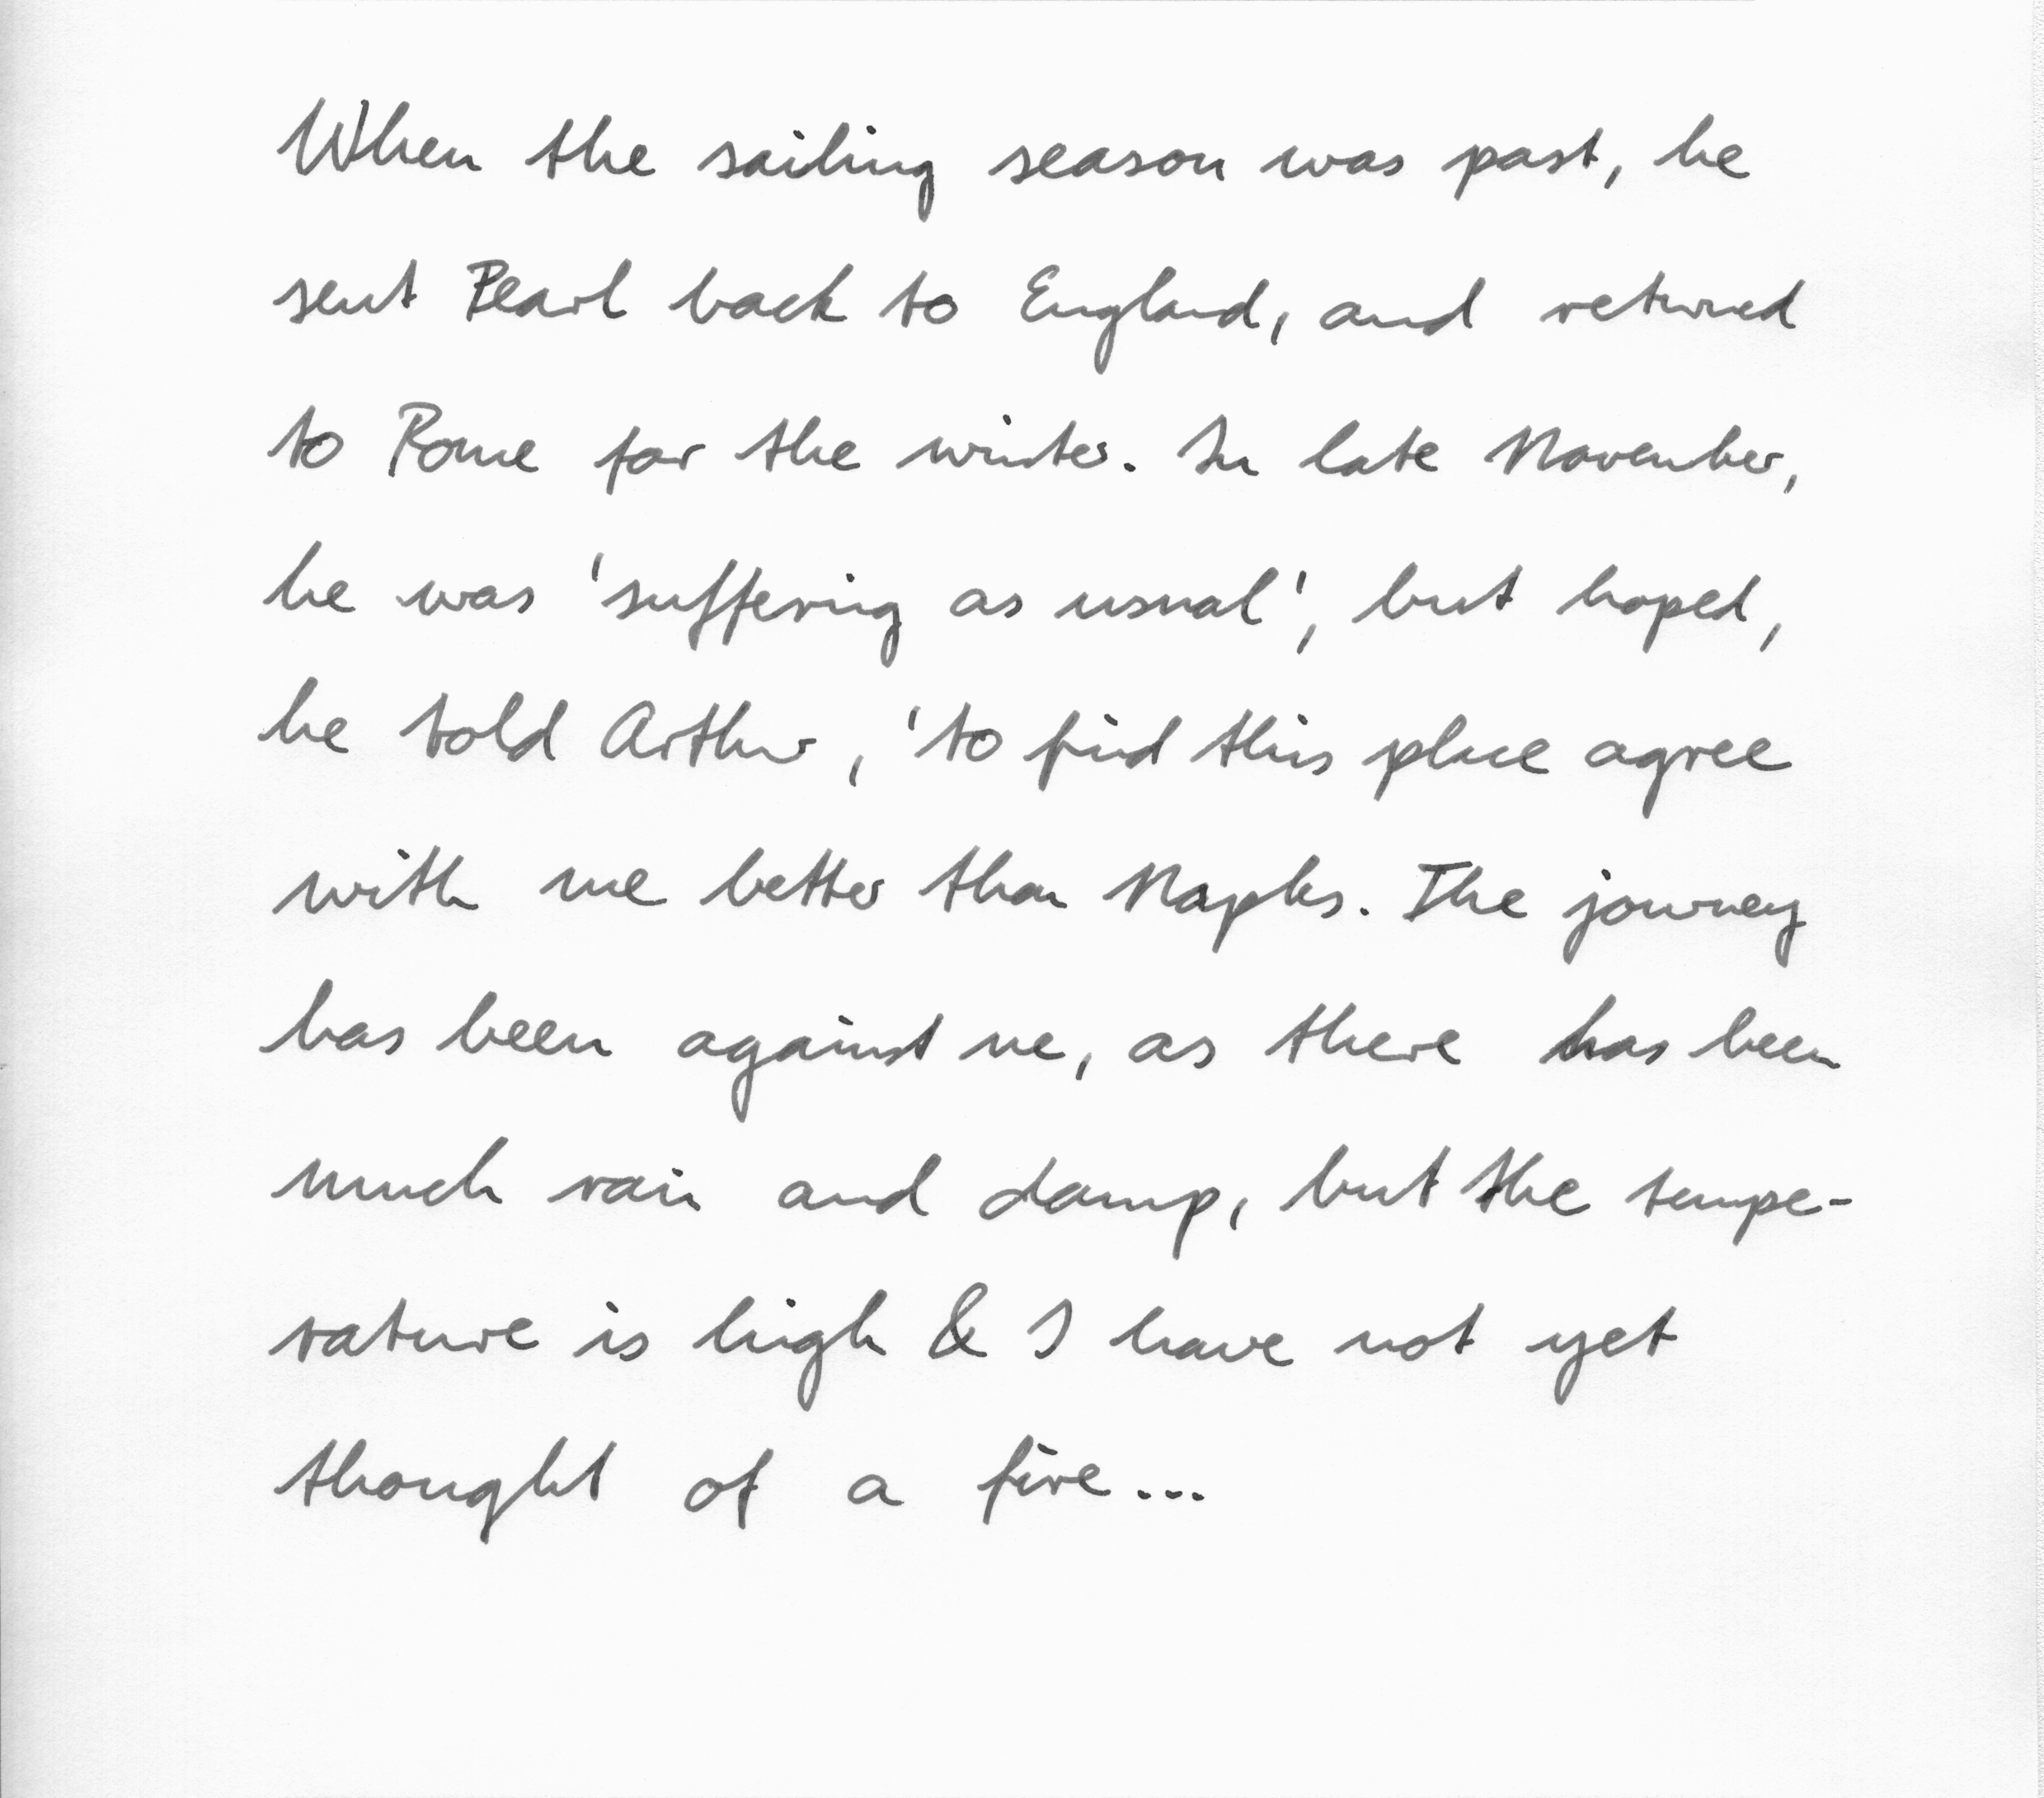 When the sailing season was past, he
sent Pearl back to England, and returned
to Rome for the winter. In late November,
he was 'suffering as usual', but hoped,
he told Arthur, 'to find this place agree
with me better than Naples. The journey
has been against me, as there has been
much rain and damp, but the tempe-
rature is high & I have not yet
thought of a fire...